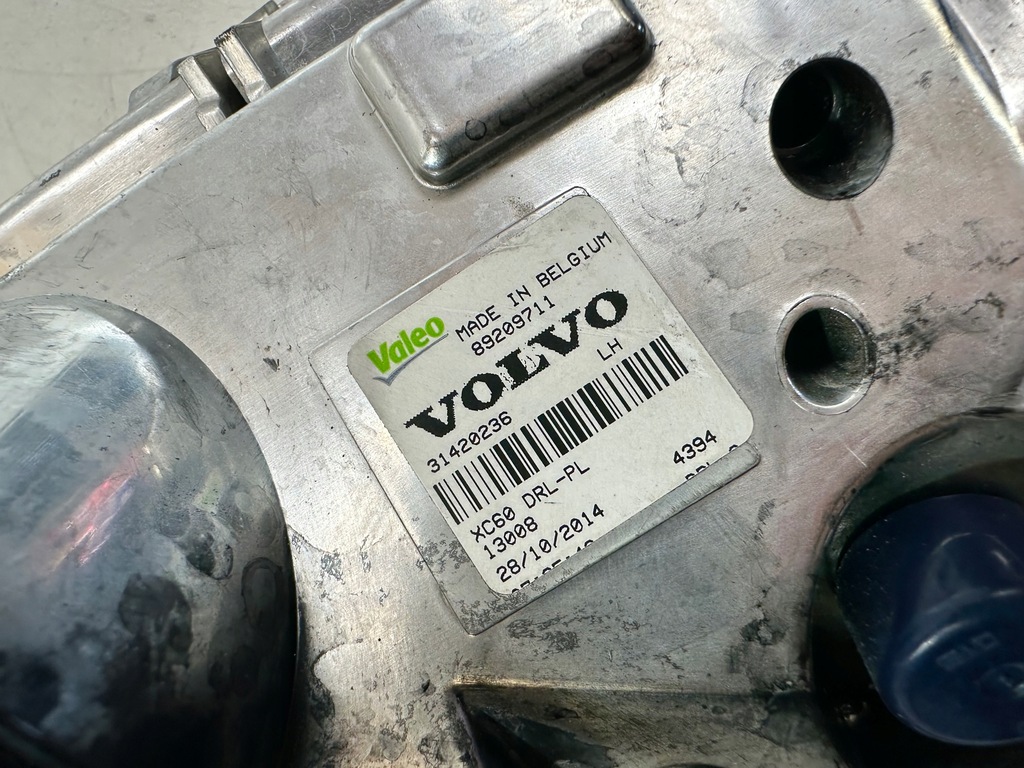 Valeo
MADE IN BELGIUM
89209711
VOLVO
31420236 LH
XC60 DRL-PL 4394
13008
28/10/2014